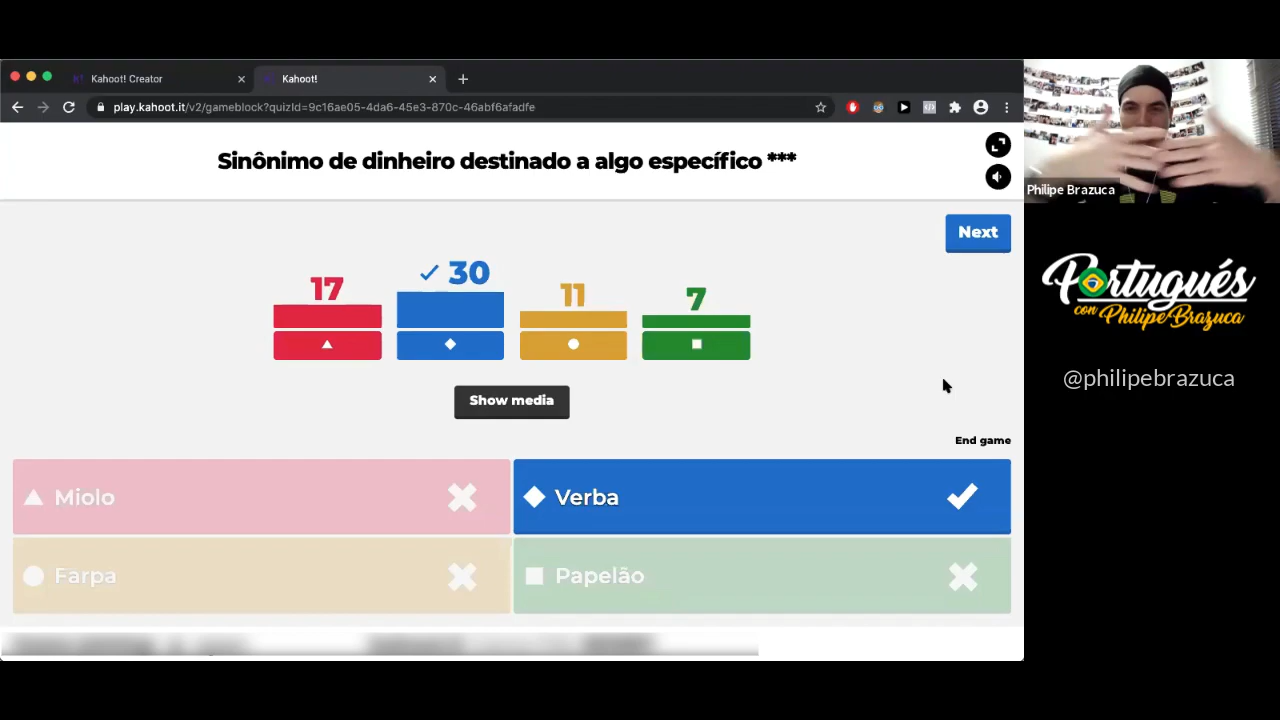 Kahoot! Creator
Kahoot!
play.kahoot.it/v2/gameblock?quizId=9c16ae05-4da6-45e3-870c-46abf6afadfe
Sinônimo de dinheiro destinado a algo específico ***
Philipe Brazuca
Next
17
30
11
7
Show media
End game
Miolo
Verba
Farpa
Papelão
Portugués
con Philipe Brazuca
@philipebrazuca